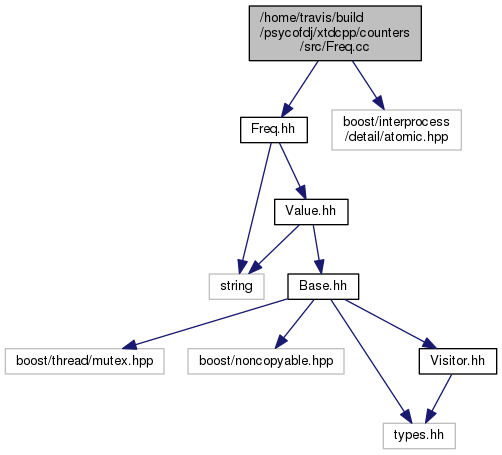 /home/travis/build
/psycofdj/xtdcpp/counters
/src/Freq.cc
Freq.hh
boost/interprocess
/detail/atomic.hpp
Value.hh
string
Base.hh
boost/thread/mutex.hpp
boost/noncopyable.hpp
Visitor.hh
types.hh